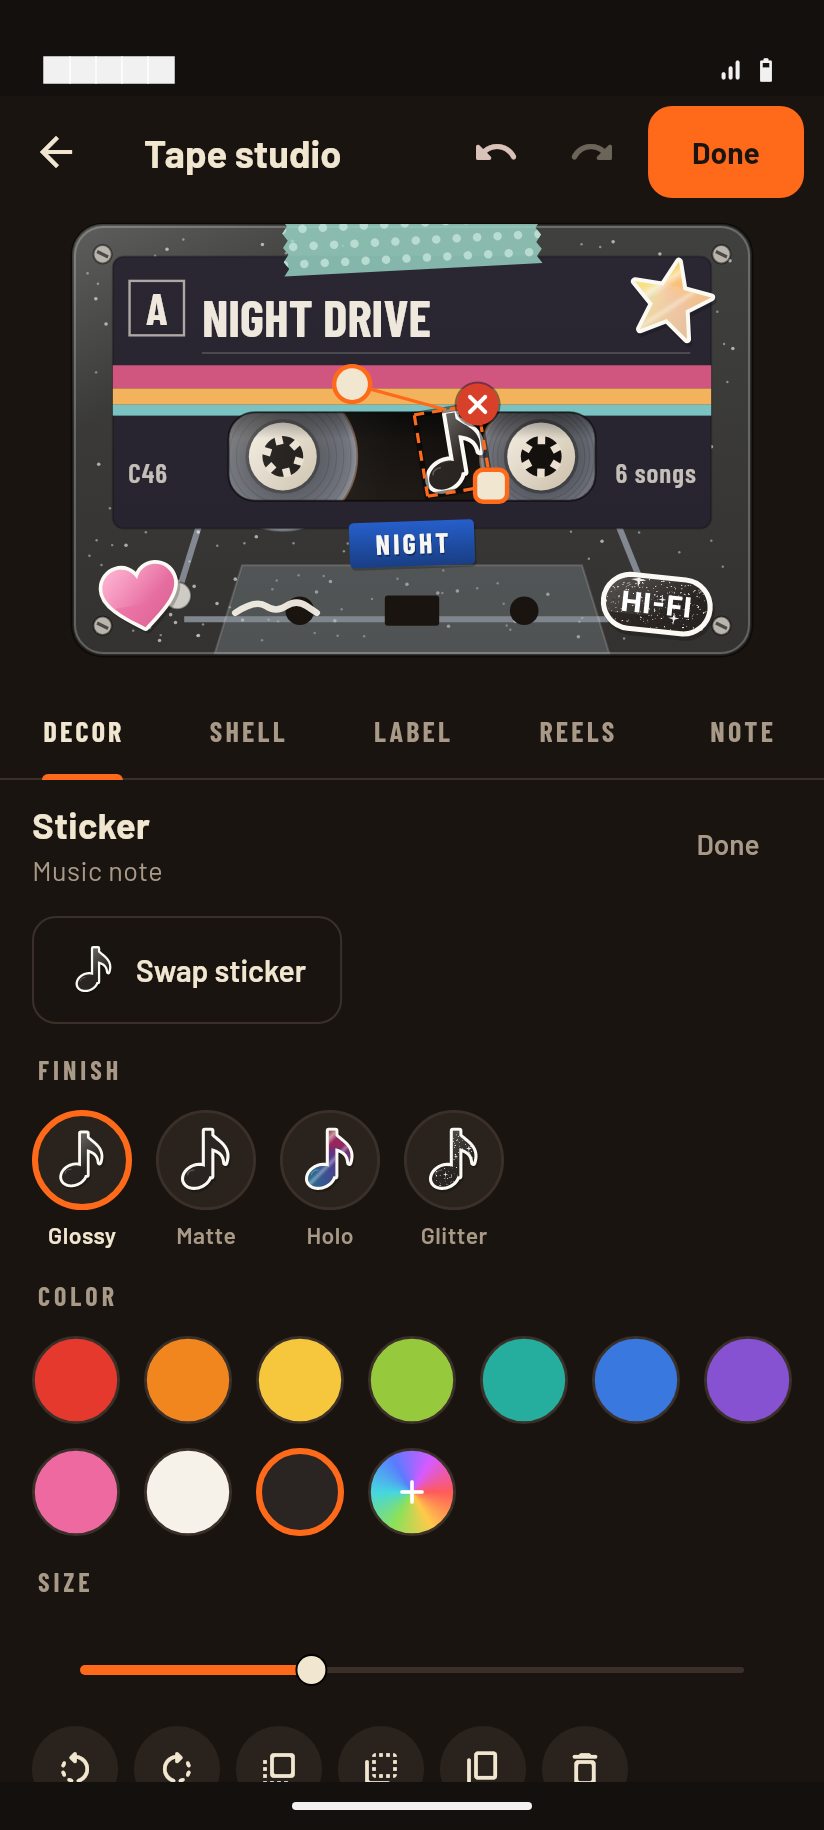 Tape studio
Done
A
NIGHT DRIVE
C46
6 songs
NIGHT
HI-FI
DECOR
SHELL
LABEL
REELS
NOTE
Sticker
Music note
Done
Swap sticker
FINISH
Glossy
Matte
Holo
Glitter
COLOR
SIZE